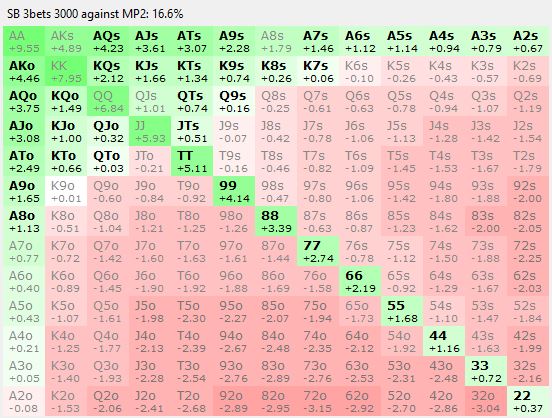 SB 3bets 3000 against MP2: 16.6%
AA AKs AQs AJs ATs A9s A8s A7s A6s A5s A4s A3s A2s
+9.55 +4.89 +4.23 +3.61 +3.07 +2.28 +1.79 +1.46 +1.12 +1.14 +0.94 +0.79 +0.67
AKo KK KQs KJs KTs K9s K8s K7s K6s K5s K4s K3s K2s
+4.46 +7.95 +2.12 +1.66 +1.34 +0.74 +0.26 +0.06 -0.10 -0.26 -0.43 -0.57 -0.69
AQo KQo QQ QJs QTs Q9s Q8s Q7s Q6s Q5s Q4s Q3s Q2s
+3.75 +1.49 +6.84 +1.01 +0.74 +0.16 -0.25 -0.61 -0.63 -0.78 -0.94 -1.07 -1.19
AJo KJo QJo JJ JTs J9s J8s J7s J6s J5s J4s J3s J2s
+3.08 +1.00 +0.32 +5.93 +0.51 -0.07 -0.42 -0.78 -1.06 -1.13 -1.28 -1.42 -1.54
ATo KTo QTo JTo TT T9s T8s T7s T6s T5s T4s T3s T2s
+2.49 +0.66 +0.03 -0.21 +5.11 -0.16 -0.46 -0.82 -1.09 -1.45 -1.53 -1.67 -1.79
A9o K9o Q9o J9o T9o 99 98s 97s 96s 95s 94s 93s 92s
+1.65 +0.01 -0.60 -0.84 -0.92 +4.14 -0.47 -0.80 -1.06 -1.42 -1.80 -1.88 -2.00
A8o K8o Q8o J8o T8o 98o 88 87s 86s 85s 84s 83s 82s
+1.13 -0.51 -1.04 -1.21 -1.25 -1.26 +3.39 -0.63 -0.87 -1.23 -1.62 -2.00 -2.05
A7o K7o Q7o J7o T7o 97o 87o 77 76s 75s 74s 73s 72s
+0.77 -0.72 -1.42 -1.60 -1.63 -1.61 -1.44 +2.74 -0.78 -1.12 -1.50 -1.88 -2.25
A6o K6o Q6o J6o T6o 96o 86o 76o 66 65s 64s 63s 62s
+0.40 -0.89 -1.45 -1.90 -1.92 -1.88 -1.69 -1.58 +2.19 -0.92 -1.29 -1.67 -2.03
A5o K5o Q5o J5o T5o 95o 85o 75o 65o 55 54s 53s 52s
+0.43 -1.07 -1.61 -1.98 -2.30 -2.27 -2.07 -1.94 -1.73 +1.68 -1.10 -1.47 -1.84
A4o K4o Q4o J4o T4o 94o 84o 74o 64o 54o 44 43s 42s
+0.21 -1.25 -1.77 -2.13 -2.39 -2.67 -2.48 -2.35 -2.12 -1.92 +1.16 -1.63 -1.99
A3o K3o Q3o J3o T3o 93o 83o 73o 63o 53o 43o 33 32s
+0.05 -1.40 -1.93 -2.28 -2.54 -2.76 -2.89 -2.75 -2.53 -2.31 -2.48 +0.72 -2.16
A2o K2o Q2o J2o T2o 92o 82o 72o 62o 52o 42o 32o 22
-0.08 -1.53 -2.06 -2.41 -2.68 -2.89 -2.95 -3.15 -2.92 -2.70 -2.86 -3.04 +0.37